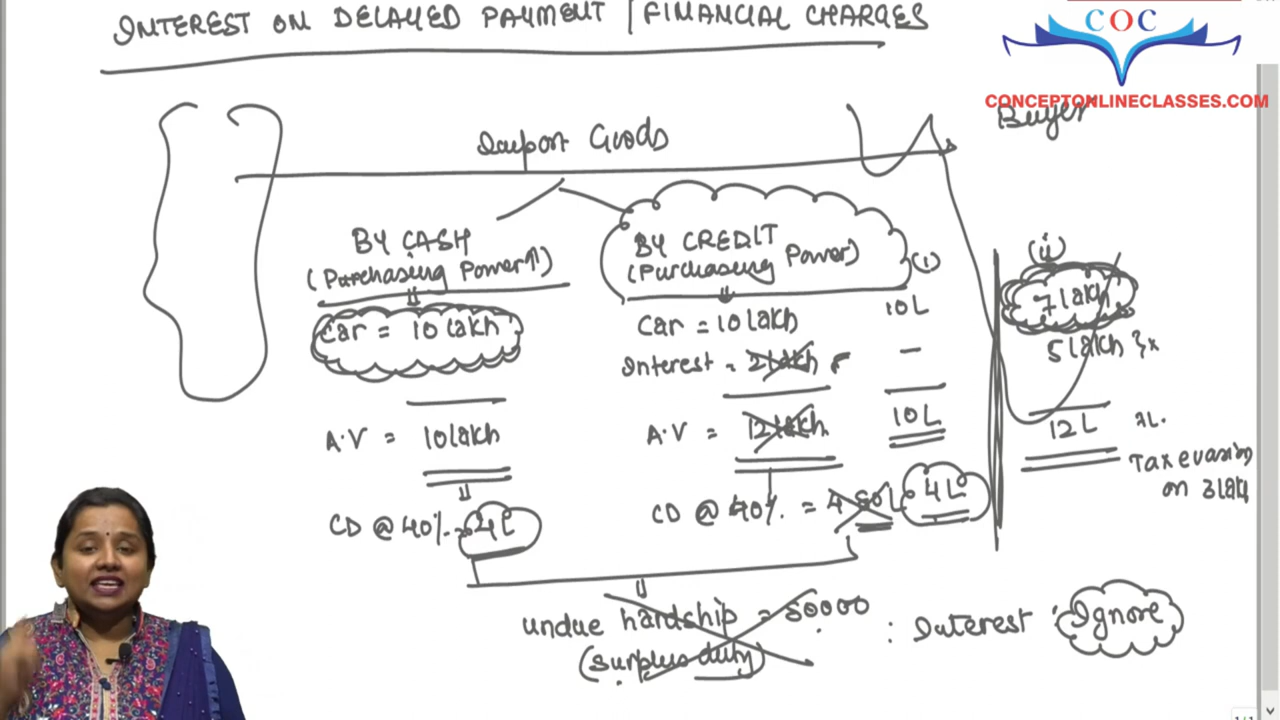 INTEREST ON DELAYED PAYMENT / FINANCIAL CHARGES
COC
CONCEPTONLINECLASSES.COM
Buyer
Import Goods
BY CASH
(Purchasing Power↑)
Car = 10 lakh
A.V = 10 lakh
CD @ 40% = 4L
BY CREDIT
(Purchasing Power)
Car = 10 lakh
Interest = 2 lakh
A.V = 12 lakh
CD @ 40% = 4.80L
(i)
10L
—
10L
4L
(ii)
7 lakh
5 lakh } x
12L
Tax evasion
on 3 lakh
undue hardship = 80000
(surplus duty)
: Interest : Ignore
1/1